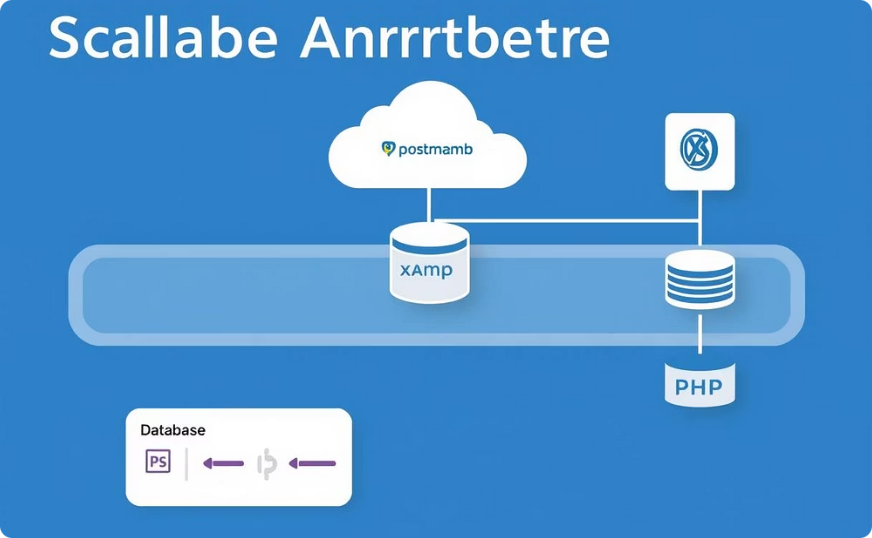 Scallabe Anrrrtbetre
postmamb
xAmp
PHP
Database
PS